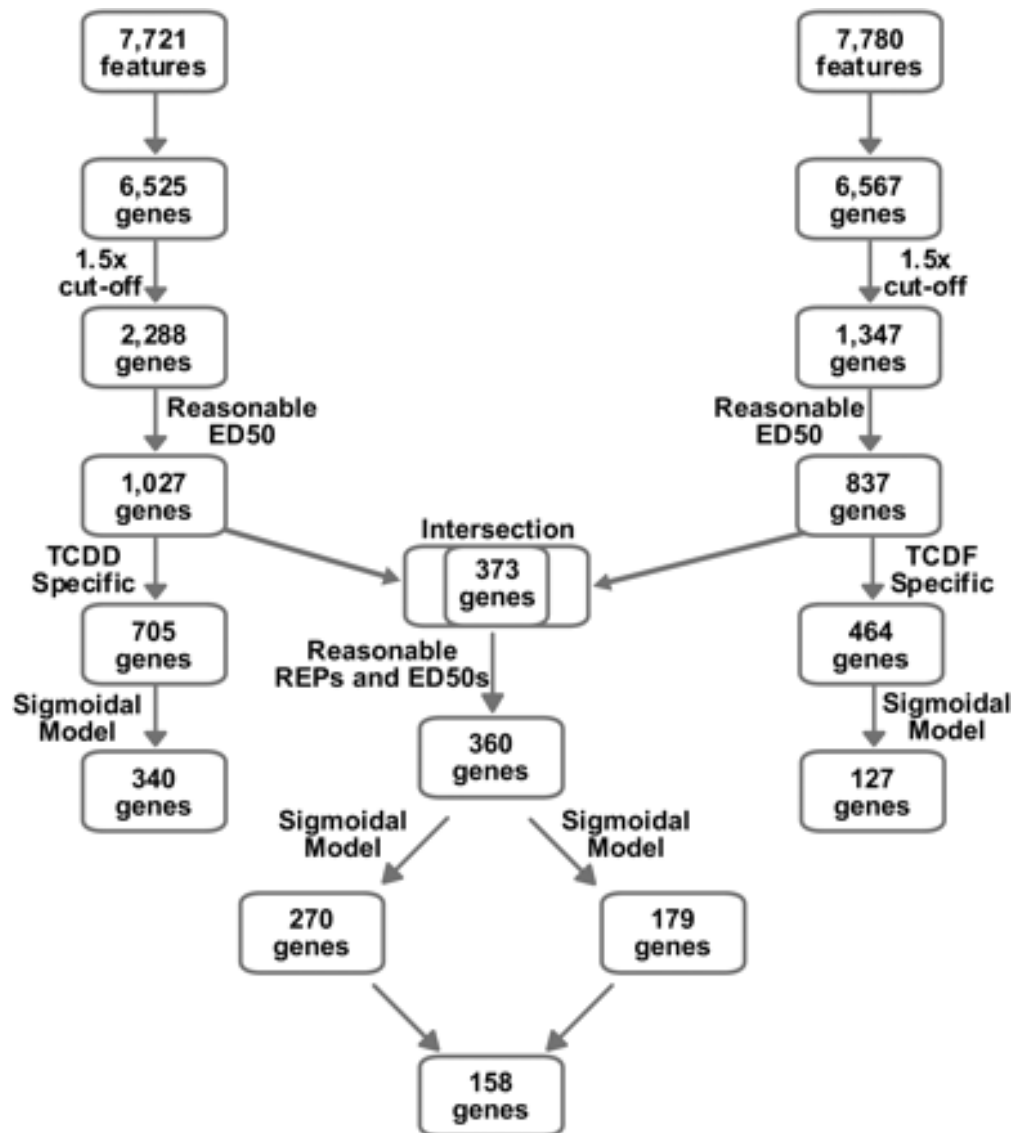 7,721
features
7,780
features
6,525
genes
6,567
genes
1.5x
cut-off
1.5x
cut-off
2,288
genes
1,347
genes
Reasonable
ED50
Reasonable
ED50
1,027
genes
837
genes
Intersection
373
genes
TCDD
Specific
TCDF
Specific
705
genes
Reasonable
REPs and ED50s
464
genes
Sigmoidal
Model
Sigmoidal
Model
340
genes
360
genes
127
genes
Sigmoidal
Model
Sigmoidal
Model
270
genes
179
genes
158
genes